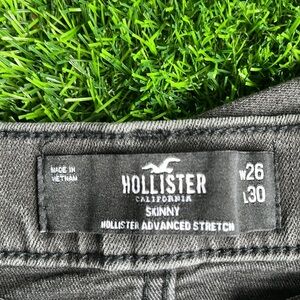 MADE IN
VIETNAM
HOLLISTER
CALIFORNIA
SKINNY
HOLLISTER ADVANCED STRETCH
W26
L30